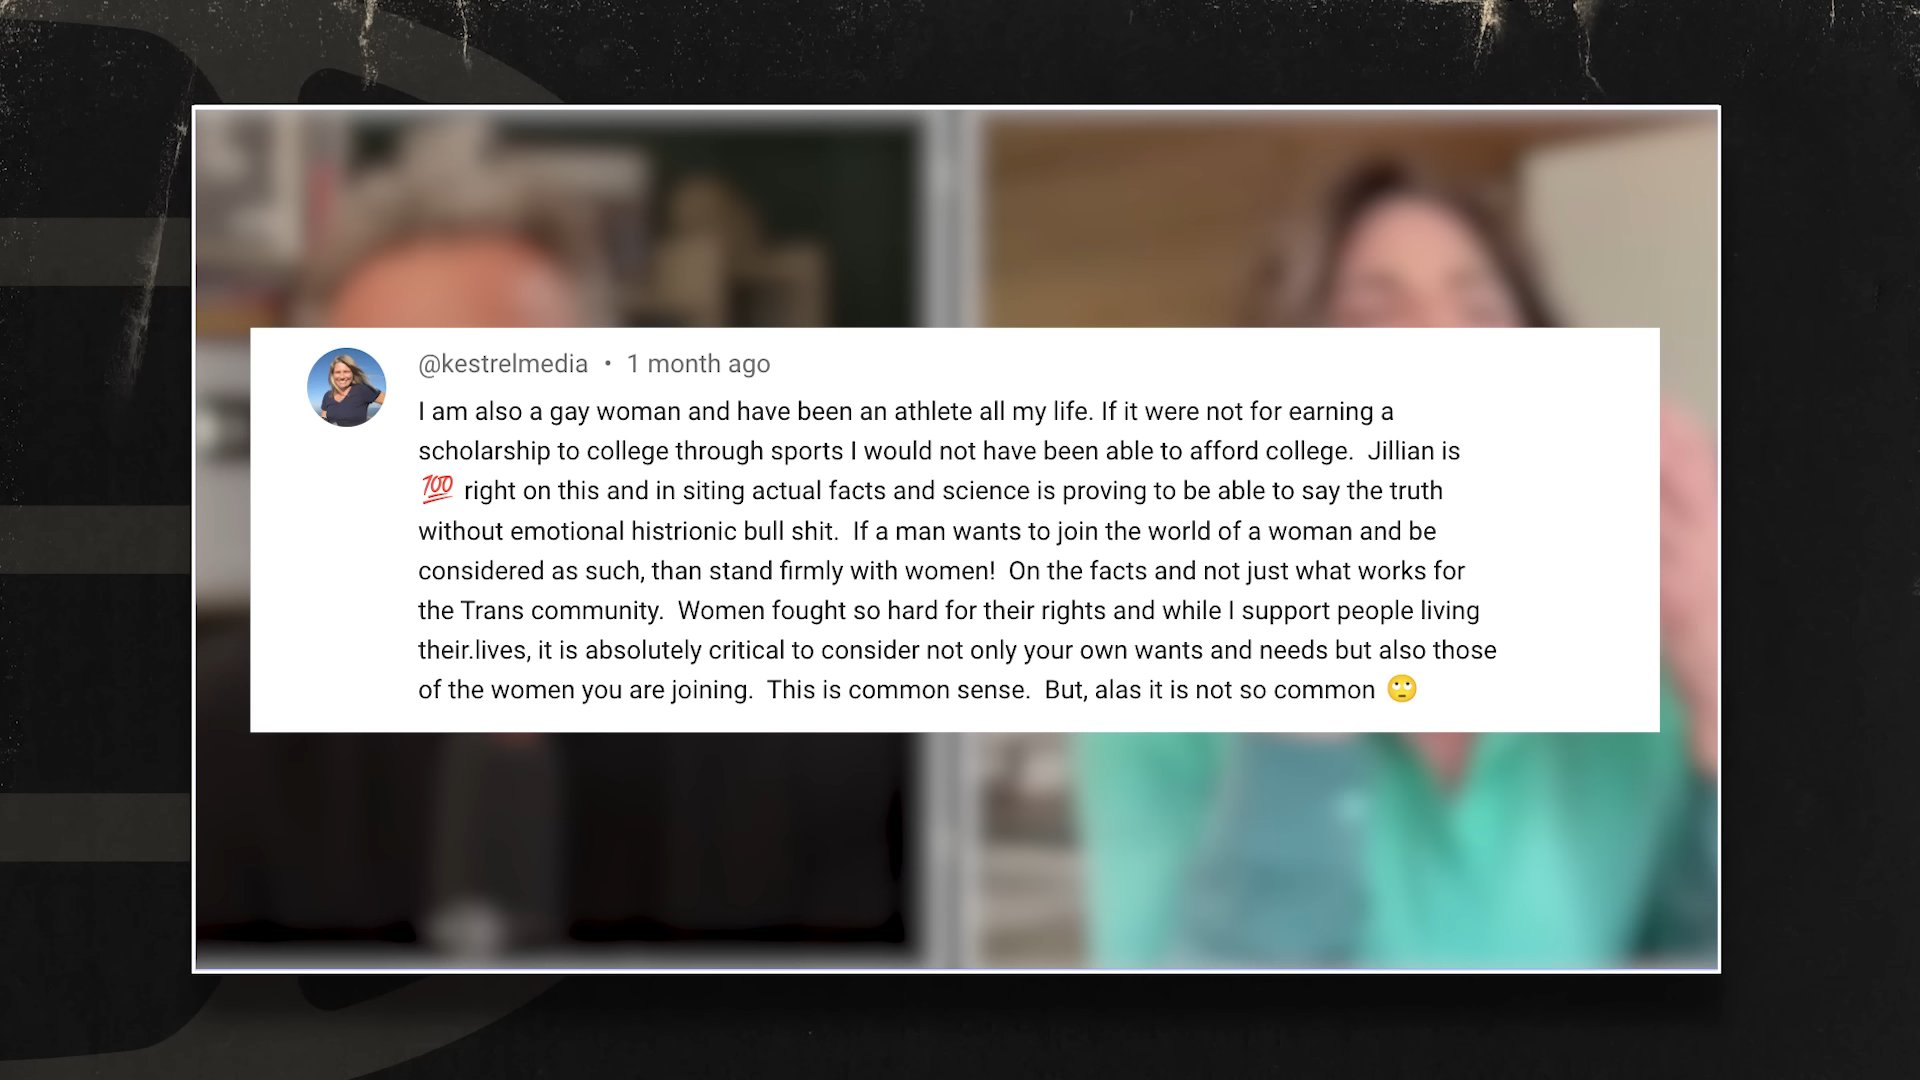 @kestrelmedia • 1 month ago
I am also a gay woman and have been an athlete all my life. If it were not for earning a
scholarship to college through sports I would not have been able to afford college.  Jillian is
💯 right on this and in siting actual facts and science is proving to be able to say the truth
without emotional histrionic bull shit.  If a man wants to join the world of a woman and be
considered as such, than stand firmly with women!  On the facts and not just what works for
the Trans community.  Women fought so hard for their rights and while I support people living
their.lives, it is absolutely critical to consider not only your own wants and needs but also those
of the women you are joining.  This is common sense.  But, alas it is not so common 🙄